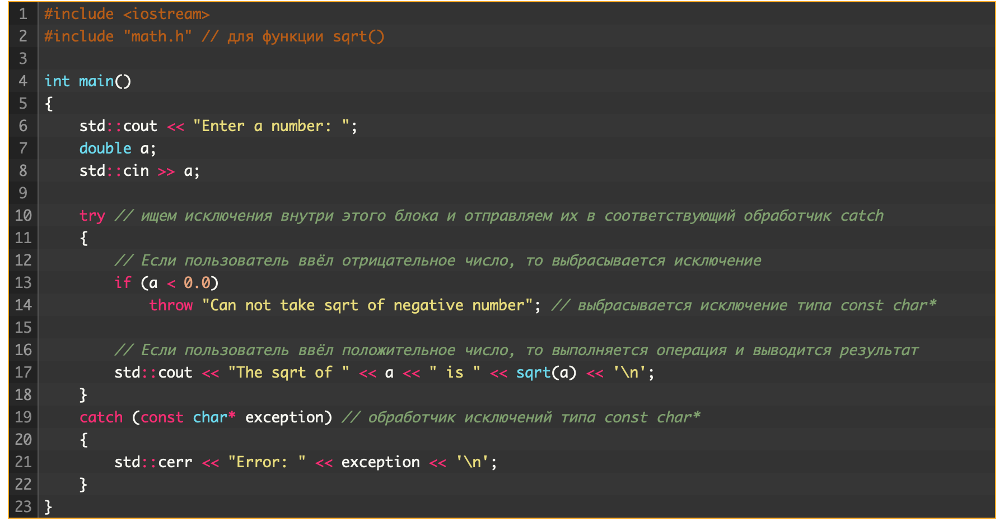 1 #include <iostream>
2 #include "math.h" // для функции sqrt()
3
4 int main()
5 {
6     std::cout << "Enter a number: ";
7     double a;
8     std::cin >> a;
9
10     try // ищем исключения внутри этого блока и отправляем их в соответствующий обработчик catch
11     {
12         // Если пользователь ввёл отрицательное число, то выбрасывается исключение
13         if (a < 0.0)
14             throw "Can not take sqrt of negative number"; // выбрасывается исключение типа const char*
15
16         // Если пользователь ввёл положительное число, то выполняется операция и выводится результат
17         std::cout << "The sqrt of " << a << " is " << sqrt(a) << '\n';
18     }
19     catch (const char* exception) // обработчик исключений типа const char*
20     {
21         std::cerr << "Error: " << exception << '\n';
22     }
23 }